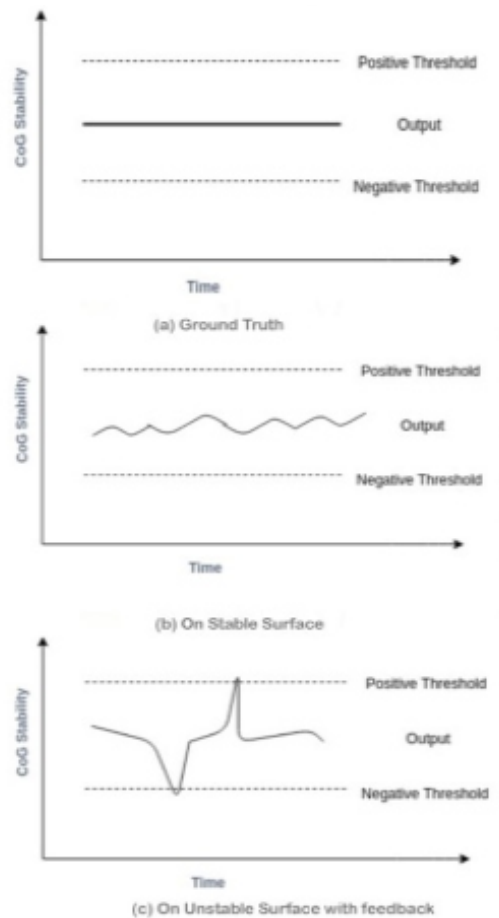 CoG Stability
Positive Threshold
Output
Negative Threshold
Time
(a) Ground Truth
CoG Stability
Positive Threshold
Output
Negative Threshold
Time
(b) On Stable Surface
CoG Stability
Positive Threshold
Output
Negative Threshold
Time
(c) On Unstable Surface with feedback